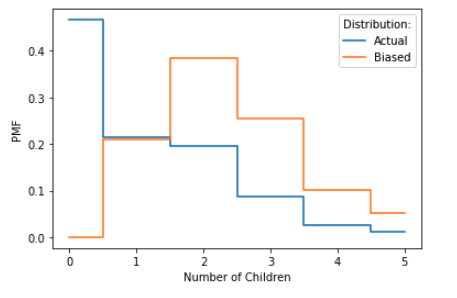 Distribution:
Actual
Biased
0.4
0.3
0.2
0.1
0.0
PMF
0 1 2 3 4 5
Number of Children